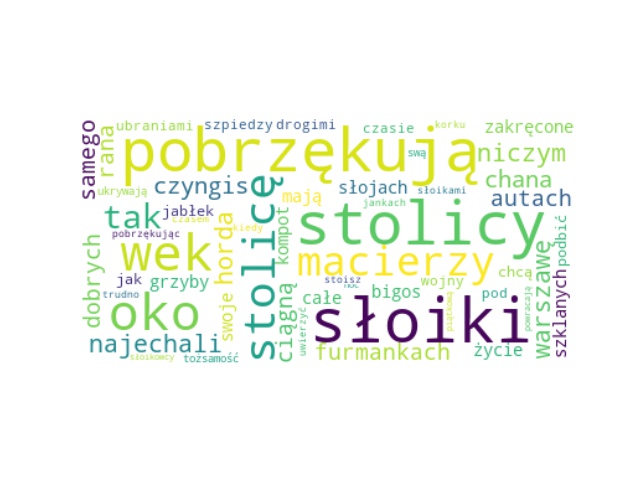 samego
rana
ubraniami
szpiedzy
drogimi
czasie
korku
zakręcone
pobrzękują
swą
niczym
ukrywają
czyngis
mają
słojach
słoikami
chana
jankach
autach
tak
jabłek
czasem
pobrzękując
horda
kiedy
stolicę
kompot
stolicy
podbić
wek
macierzy
chcą
dobrych
jak
grzyby
swoje
stoisz
noc
wojny
warszawę
szklanych
trudno
oko
ciągną
całe
bigos
pod
powracają
uwierzyć
słoiki
najechali
słoikowcy
tożsamość
furmankach
życie